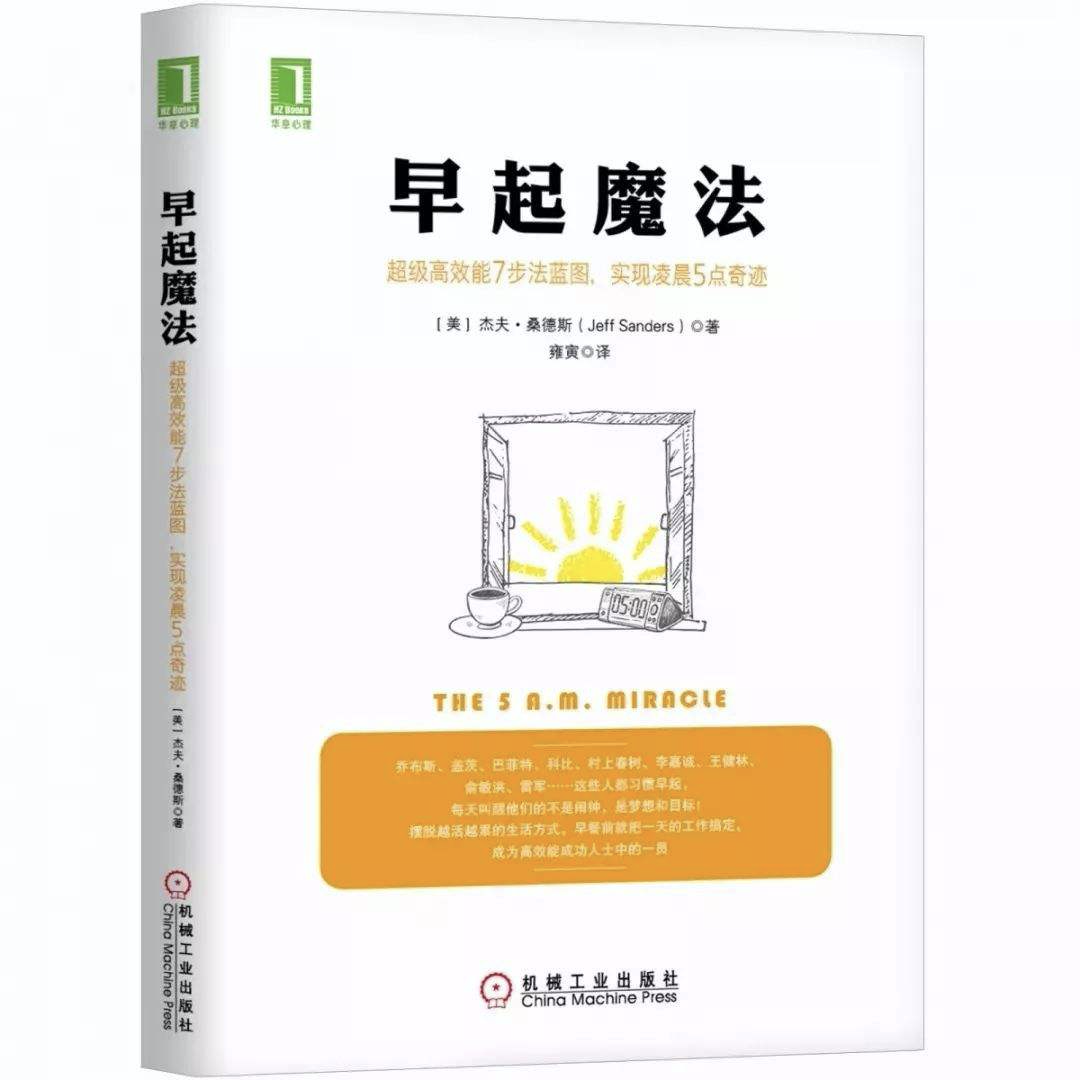 HZ Books
华章心理
早起魔法
超级高效能7步法蓝图,实现凌晨5点奇迹
[美]杰夫·桑德斯◎著
机械工业出版社
China Machine Press
HZ Books
华章心理
早起魔法
超级高效能7步法蓝图,实现凌晨5点奇迹
[美] 杰夫·桑德斯(Jeff Sanders)◎著
雍寅◎译
05:00
THE 5 A.M. MIRACLE
乔布斯、盖茨、巴菲特、科比、村上春树、李嘉诚、王健林、
俞敏洪、雷军……这些人都习惯早起,
每天叫醒他们的不是闹钟,是梦想和目标!
摆脱越活越累的生活方式,早餐前就把一天的工作搞定,
成为高效能成功人士中的一员
机械工业出版社
China Machine Press